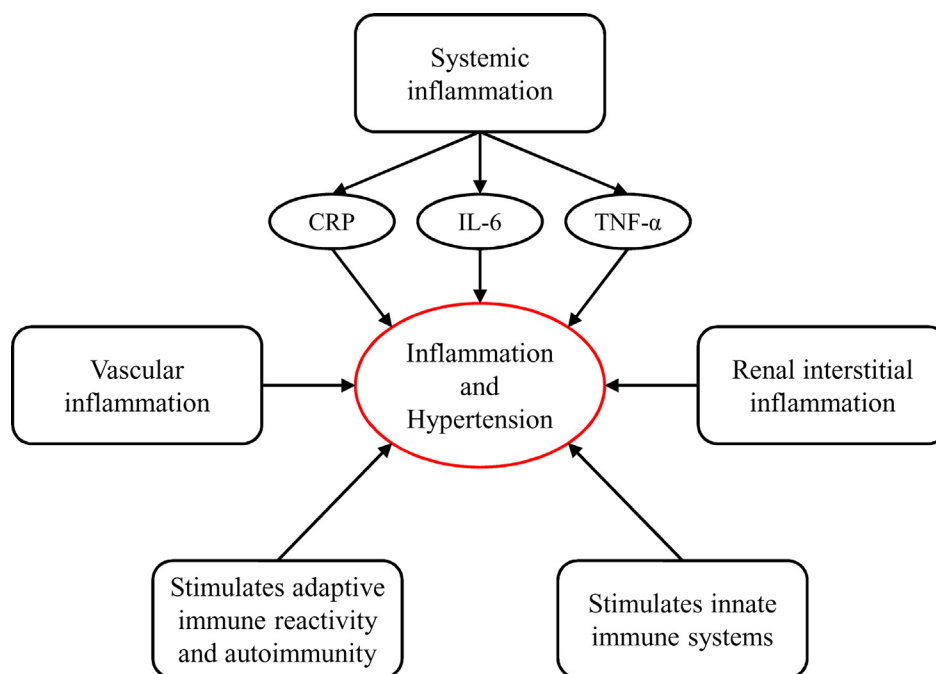 Systemic
inflammation
CRP
IL-6
TNF-α
Vascular
inflammation
Inflammation
and
Hypertension
Renal interstitial
inflammation
Stimulates adaptive
immune reactivity
and autoimmunity
Stimulates innate
immune systems